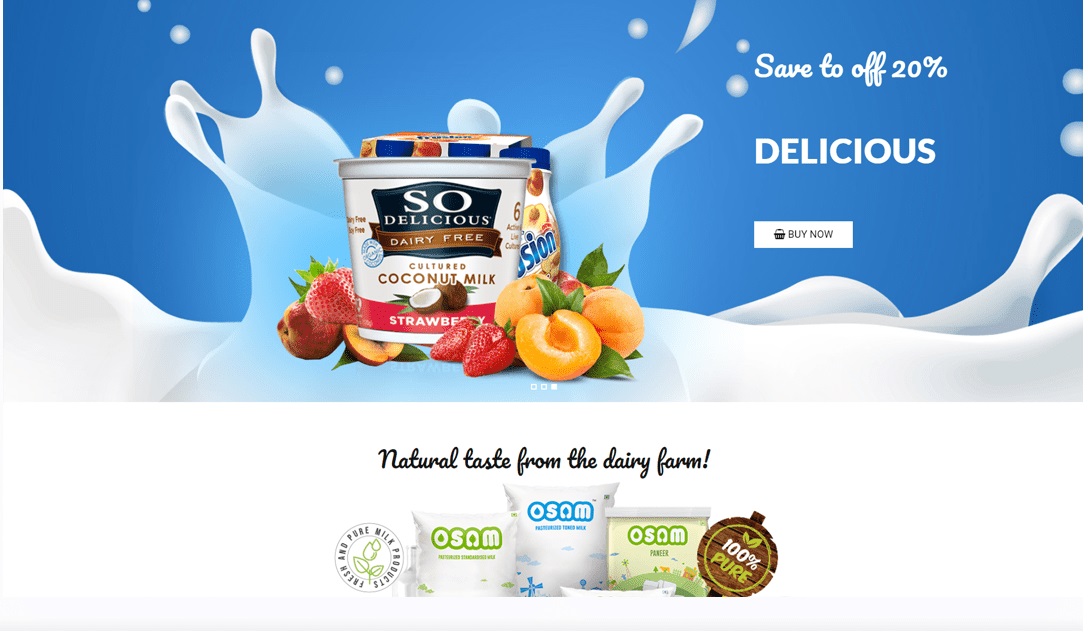 Save to off 20%
DELICIOUS
BUY NOW
SO
DELICIOUS
DAIRY FREE
CULTURED
COCONUT MILK
STRAWBERRY
6
Natural taste from the dairy farm!
OSAM
PASTEURIZED STANDARDISED MILK
OSAM
PASTEURIZED TONED MILK
OSAM
PANEER
FRESH AND PURE MILK PRODUCTS
100%
PURE